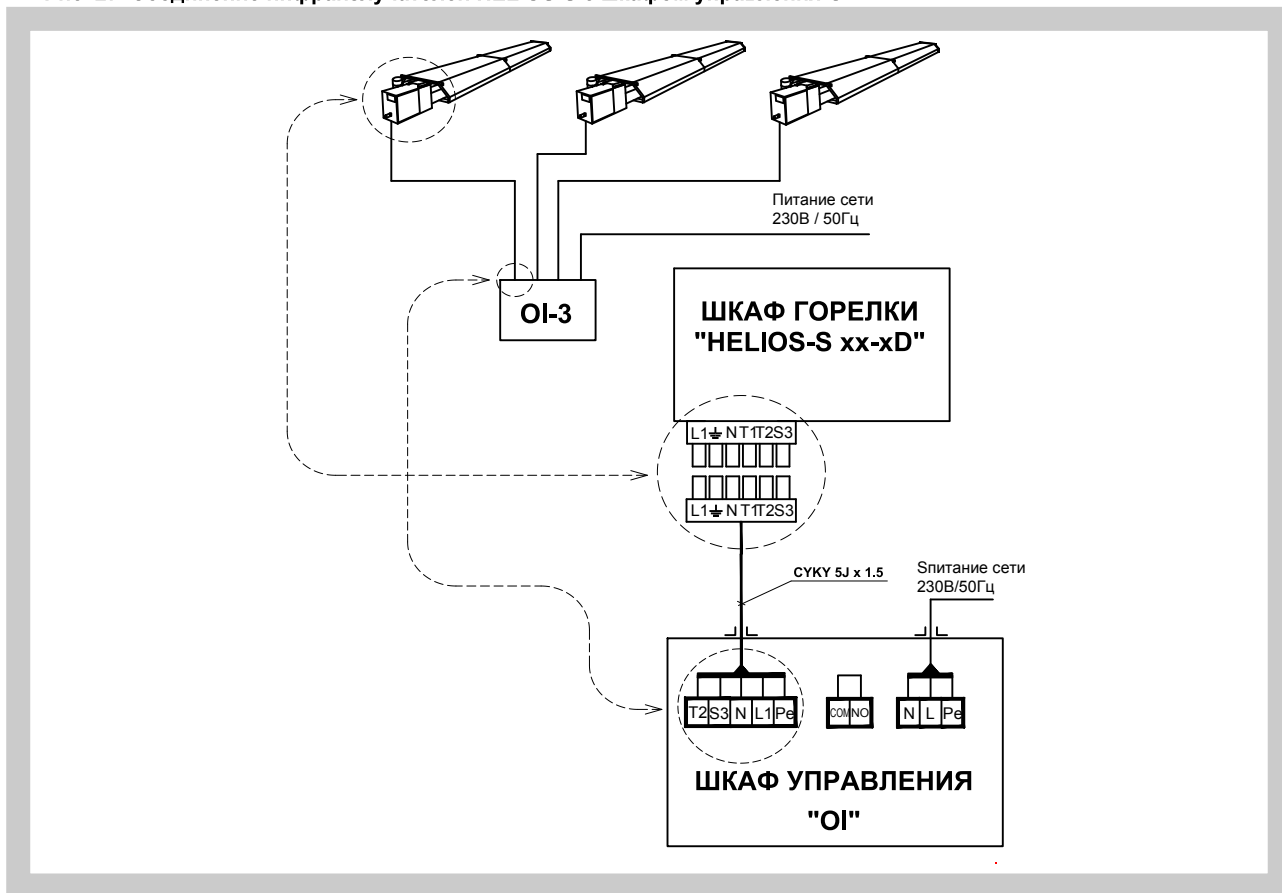 Питание сети
230В / 50Гц
OI-3
ШКАФ ГОРЕЛКИ
"HELIOS-S xx-xD"
L1 N T1 T2 S3
L1 N T1 T2 S3
CYKY 5J x 1.5
Sпитание сети
230В/50Гц
T2 S3 N L1 Pe
COM NO
N L Pe
ШКАФ УПРАВЛЕНИЯ
"OI"